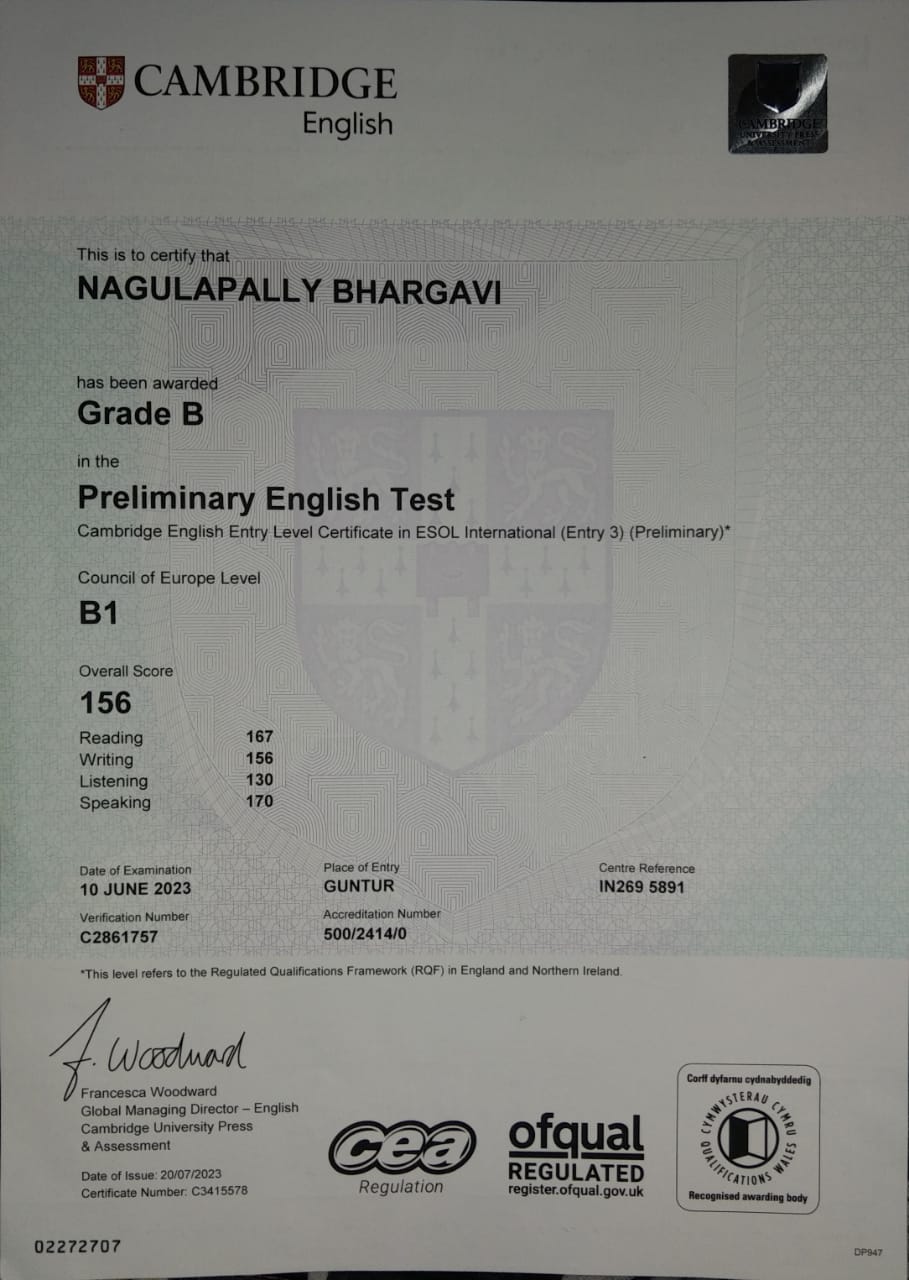 CAMBRIDGE
English
CAMBRIDGE
UNIVERSITY PRESS
& ASSESSMENT
This is to certify that
NAGULAPALLY BHARGAVI
has been awarded
Grade B
in the
Preliminary English Test
Cambridge English Entry Level Certificate in ESOL International (Entry 3) (Preliminary)*
Council of Europe Level
B1
Overall Score
156
Reading 167
Writing 156
Listening 130
Speaking 170
Date of Examination Place of Entry Centre Reference
10 JUNE 2023 GUNTUR IN269 5891
Verification Number Accreditation Number
C2861757 500/2414/0
*This level refers to the Regulated Qualifications Framework (RQF) in England and Northern Ireland.
F. Woodward
Francesca Woodward
Global Managing Director – English
Cambridge University Press
& Assessment
Date of Issue: 20/07/2023
Certificate Number: C3415578
cea
Regulation
ofqual
REGULATED
register.ofqual.gov.uk
Corff dyfarnu cydnabyddedig
CYMWYSTERAU CYMRU
QUALIFICATIONS WALES
Recognised awarding body
02272707
DP947